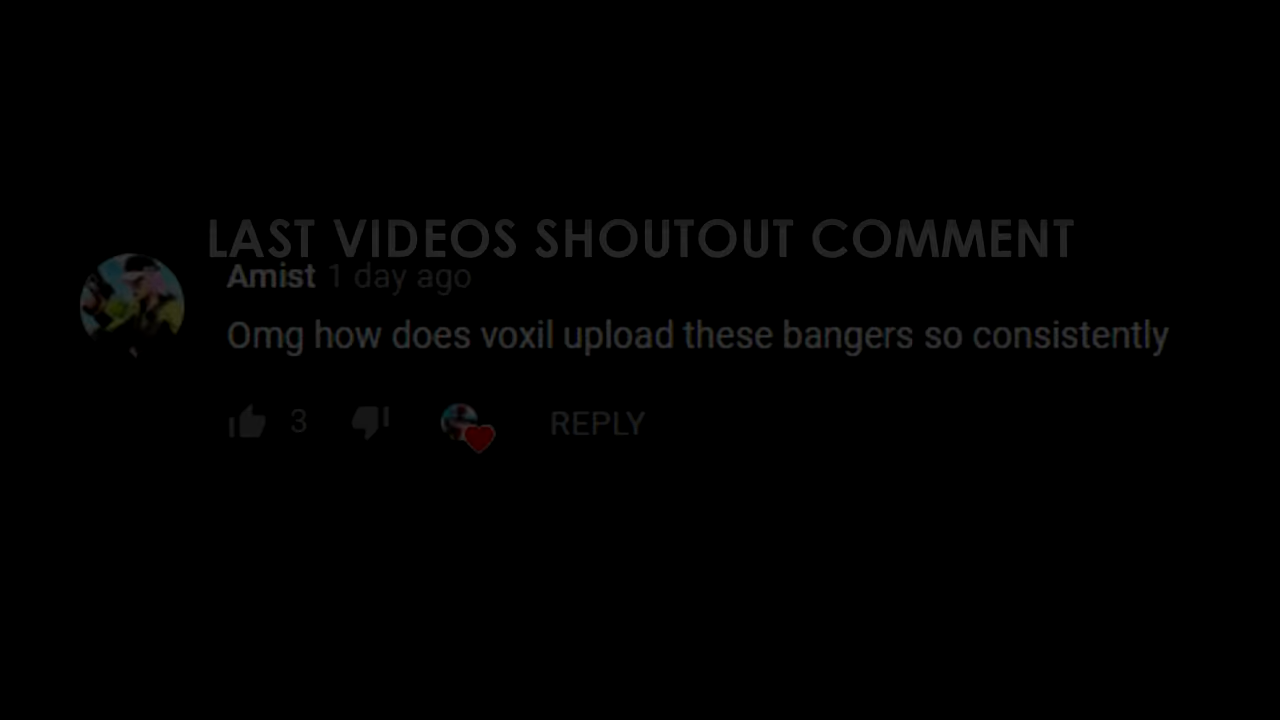 LAST VIDEOS SHOUTOUT COMMENT
Amist 1 day ago
Omg how does voxil upload these bangers so consistently
3 REPLY